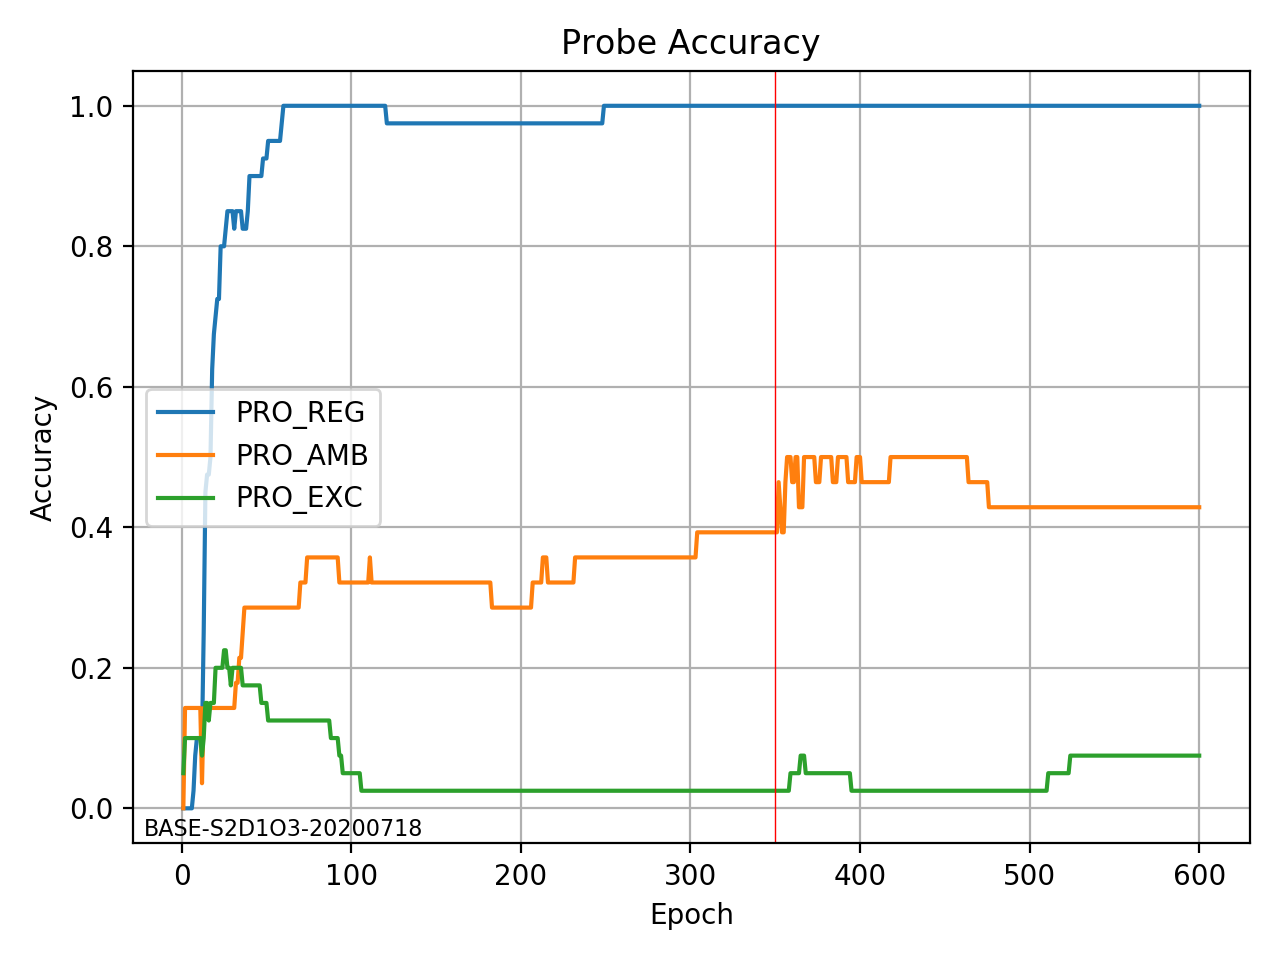 Probe Accuracy
1.0
0.8
0.6
0.4
0.2
0.0
Accuracy
PRO_REG
PRO_AMB
PRO_EXC
BASE-S2D1O3-20200718
0 100 200 300 400 500 600
Epoch